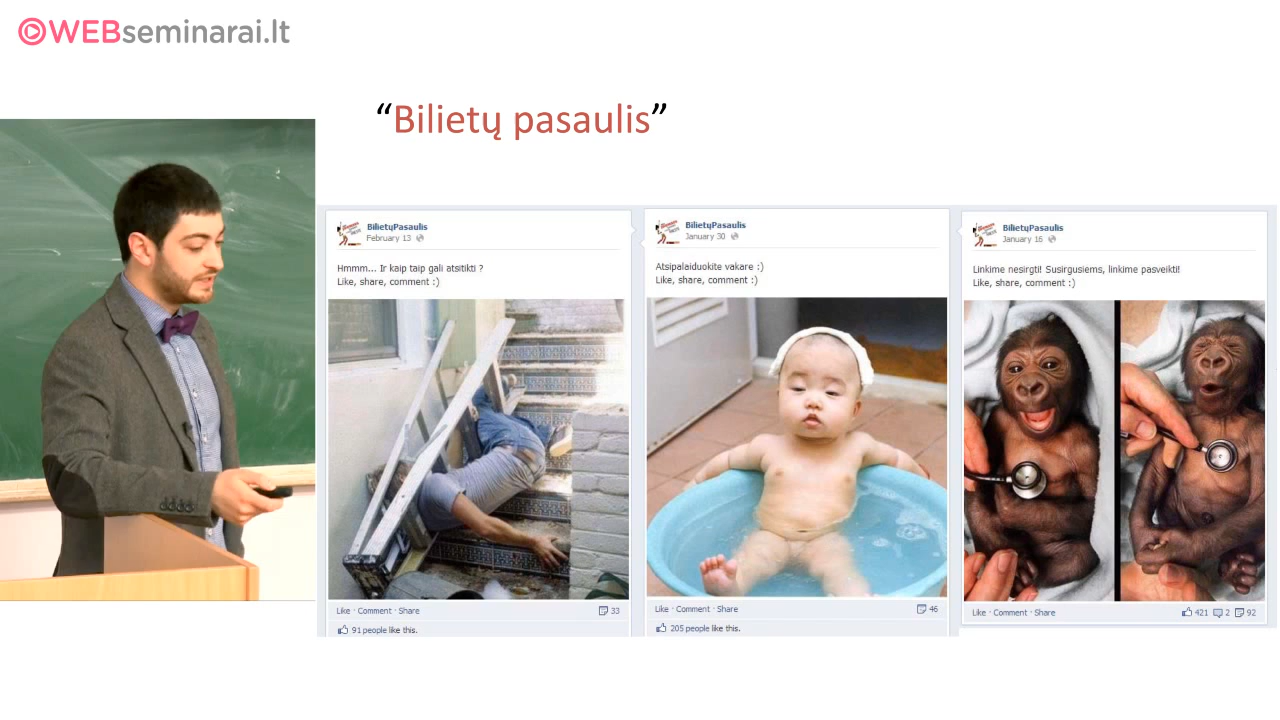 WEBseminarai.lt
“Bilietų pasaulis”
BilietųPasaulis
February 13
Hmmm... Ir kaip taip gali atsitikti ?
Like, share, comment :)
Like · Comment · Share
33
91 people like this.
BilietųPasaulis
January 30
Atsipalaiduokite vakare :)
Like, share, comment :)
Like · Comment · Share
46
205 people like this.
BilietųPasaulis
January 16
Linkime nesirgti! Susirgusiems, linkime pasveikti!
Like, share, comment :)
Like · Comment · Share
421 2 92